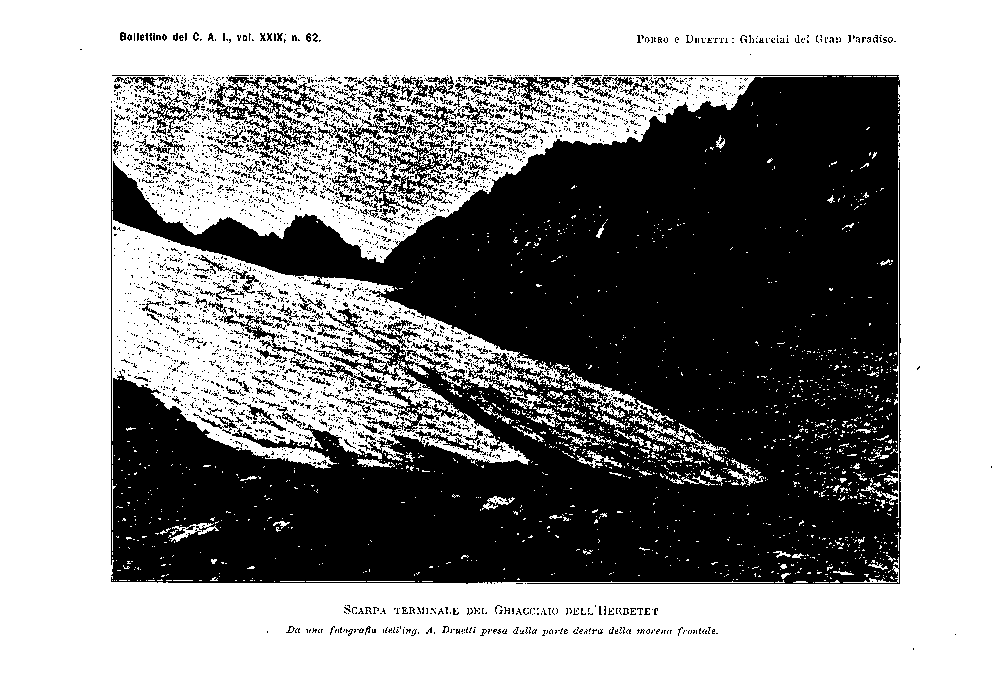 Bollettino del C. A. I., vol. XXIX, n. 62.
Porro e Druetti: Ghiacciai del Gran Paradiso.
Scarpa terminale del Ghiacciaio dell'Herbetet
Da una fotografia dell'ing. A. Druetti presa dalla parte destra della morena frontale.